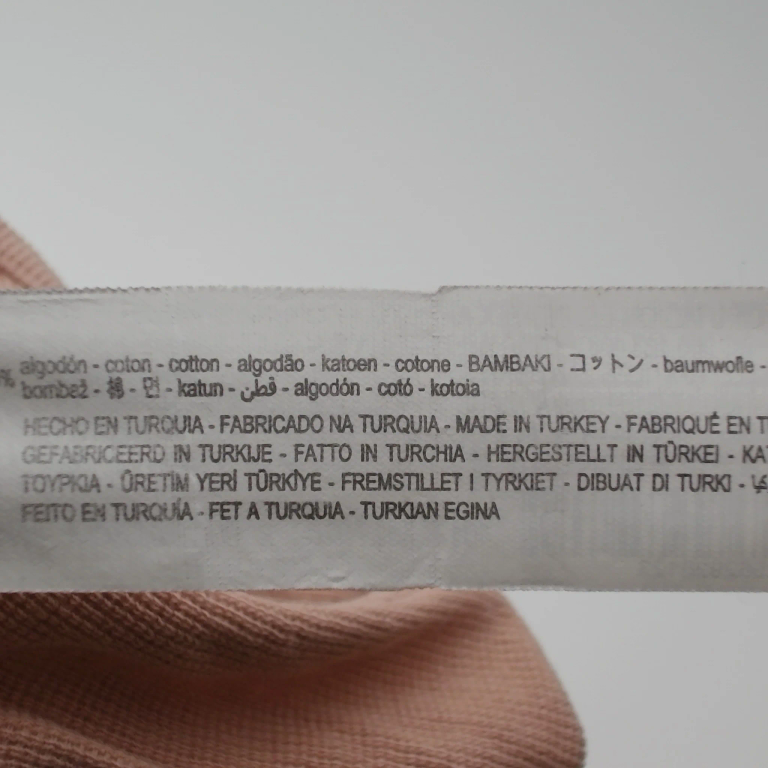 % algodón - coton - cotton - algodão - katoen - cotone - BAMBAKI - コットン - baumwolle -
bombaž - 棉 - 면 - katun - قطن - algodón - cotó - kotoia
HECHO EN TURQUIA - FABRICADO NA TURQUIA - MADE IN TURKEY - FABRIQUÉ EN T
GEFABRICEERD IN TURKIJE - FATTO IN TURCHIA - HERGESTELLT IN TÜRKEI - KA
ΤΟΥΡΚΙΑ - ÜRETİM YERİ TÜRKİYE - FREMSTILLET I TYRKIET - DIBUAT DI TURKI -
FEITO EN TURQUÍA - FET A TURQUIA - TURKIAN EGINA